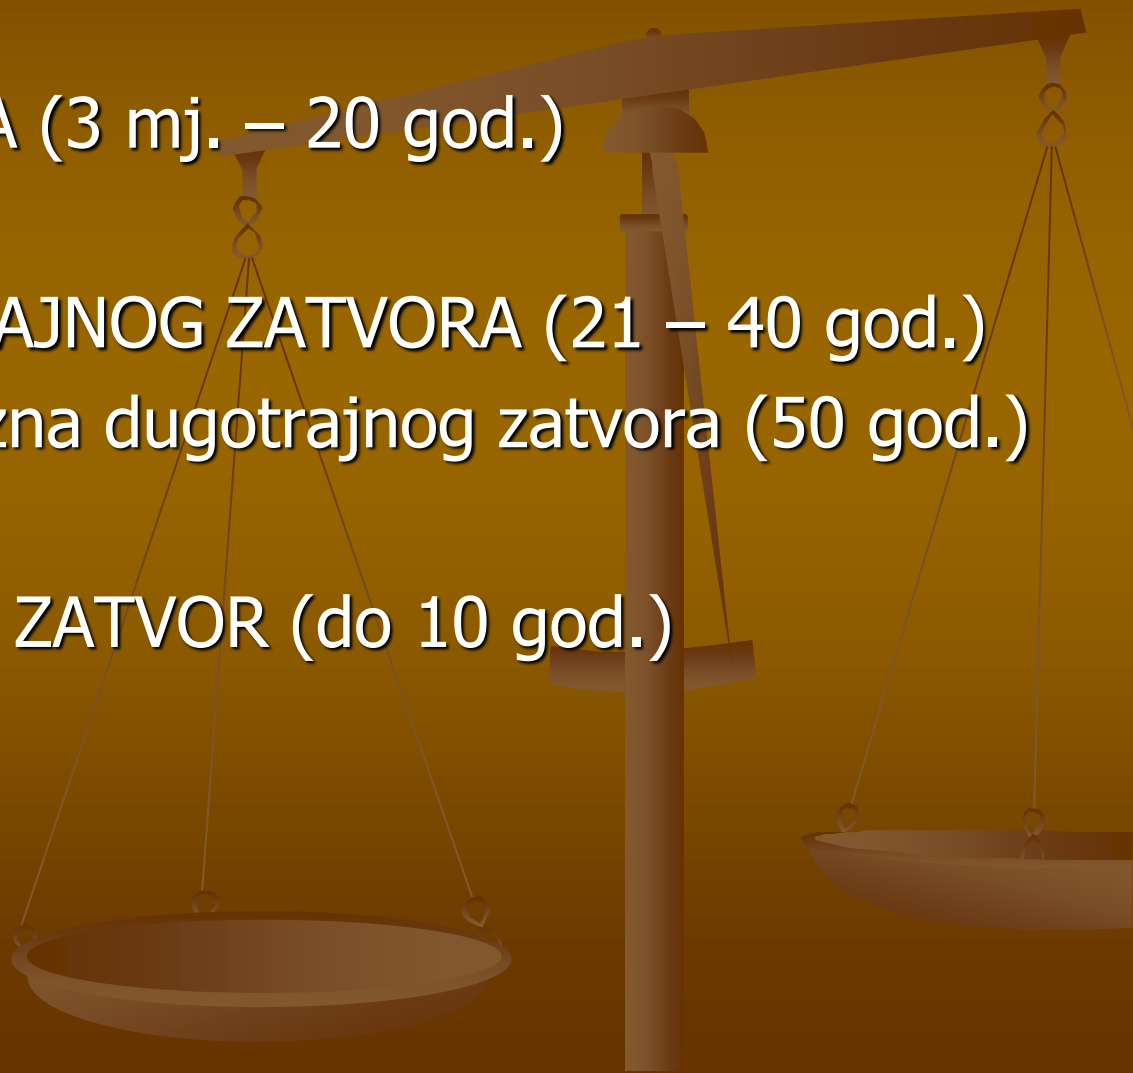 A (3 mj. – 20 god.)
AJNOG ZATVORA (21 – 40 god.)
zna dugotrajnog zatvora (50 god.)
ZATVOR (do 10 god.)